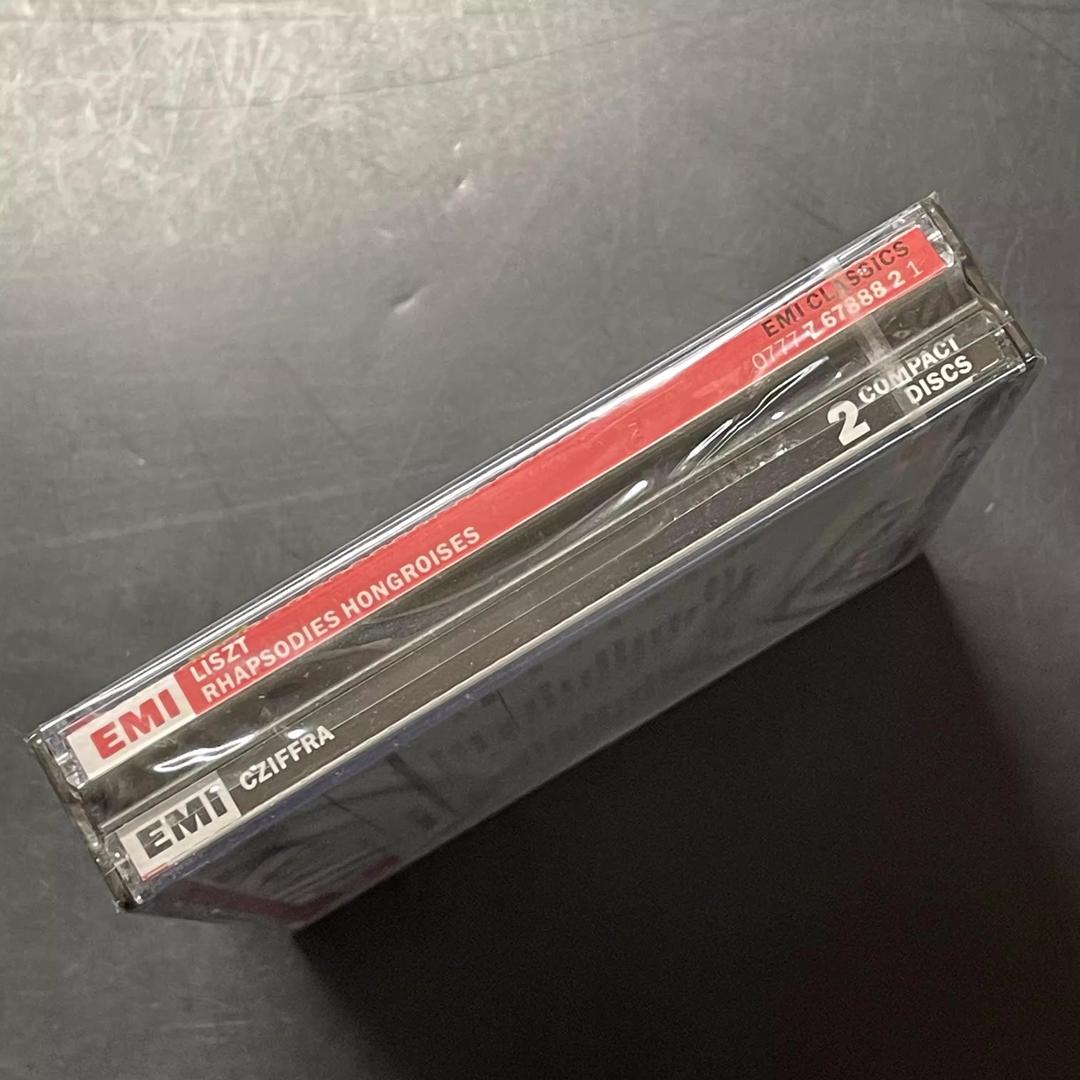 EMI
LISZT
RHAPSODIES HONGROISES
EMI CLASSICS
0777 7 67888 2 1
EMI
CZIFFRA
2 COMPACT
DISCS